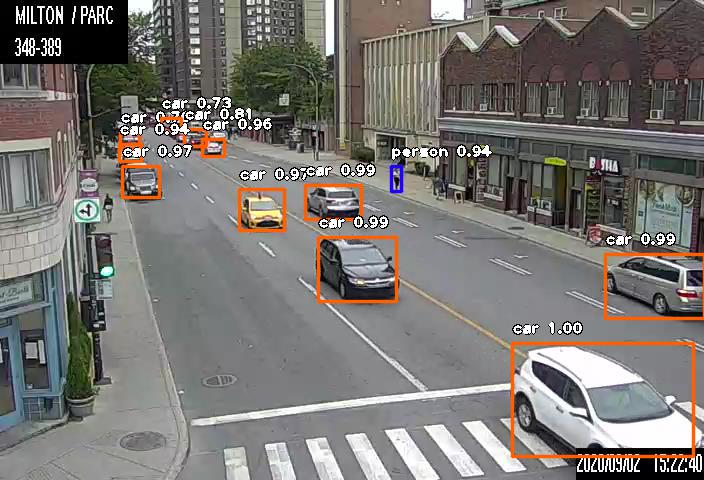 MILTON / PARC
348-389
car 0.73
car 0.81
car 0.94
car 0.96
car 0.97
person 0.94
car 0.97
car 0.99
car 0.99
car 0.99
car 1.00
2020/09/02 15:22:40